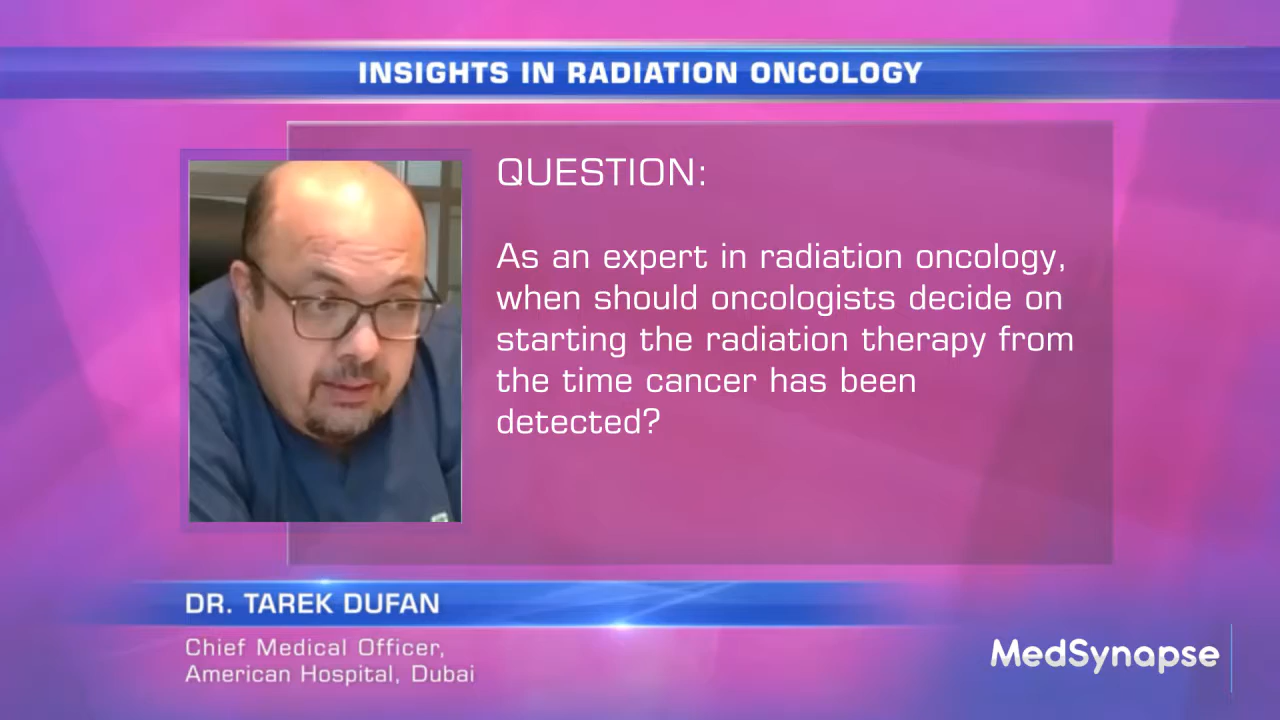 INSIGHTS IN RADIATION ONCOLOGY
QUESTION:
As an expert in radiation oncology,
when should oncologists decide on
starting the radiation therapy from
the time cancer has been
detected?
DR. TAREK DUFAN
Chief Medical Officer,
American Hospital, Dubai
MedSynapse